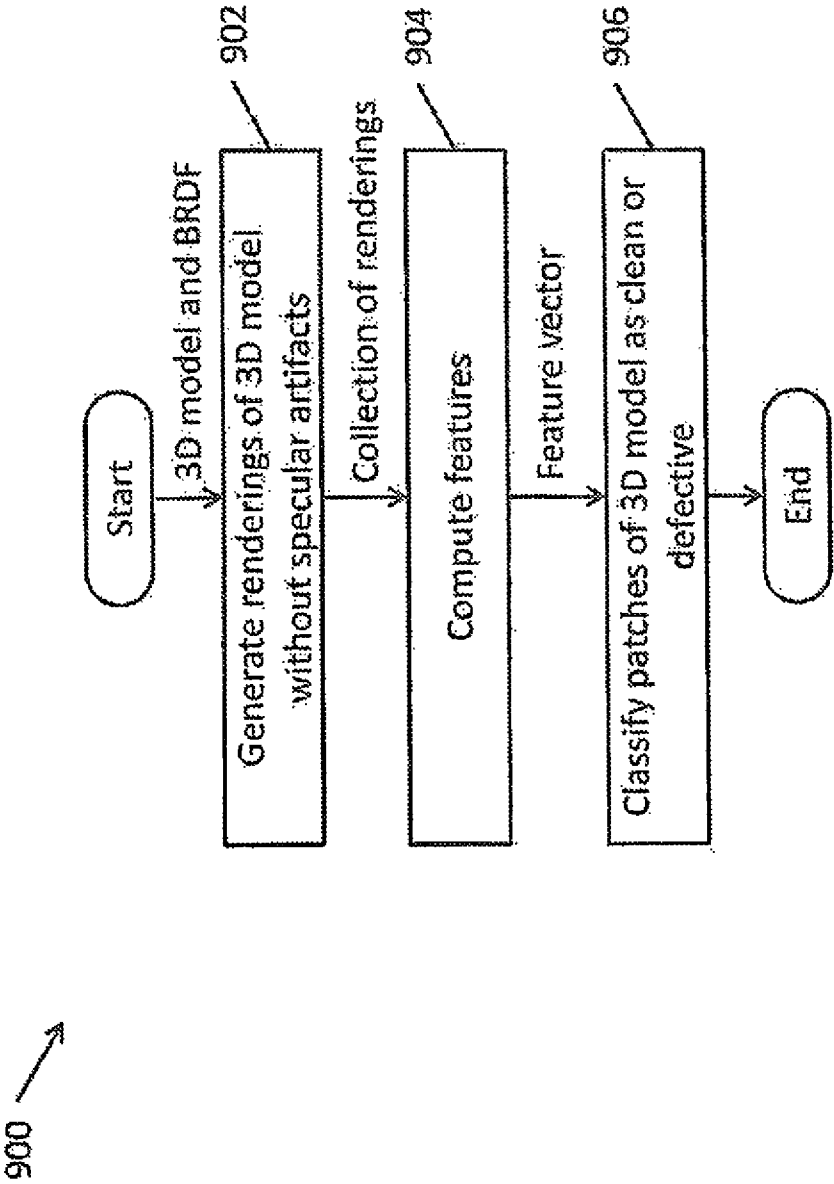 900
Start
3D model and BRDF
902
Generate renderings of 3D model
without specular artifacts
Collection of renderings
904
Compute features
Feature vector
906
Classify patches of 3D model as clean or
defective
End